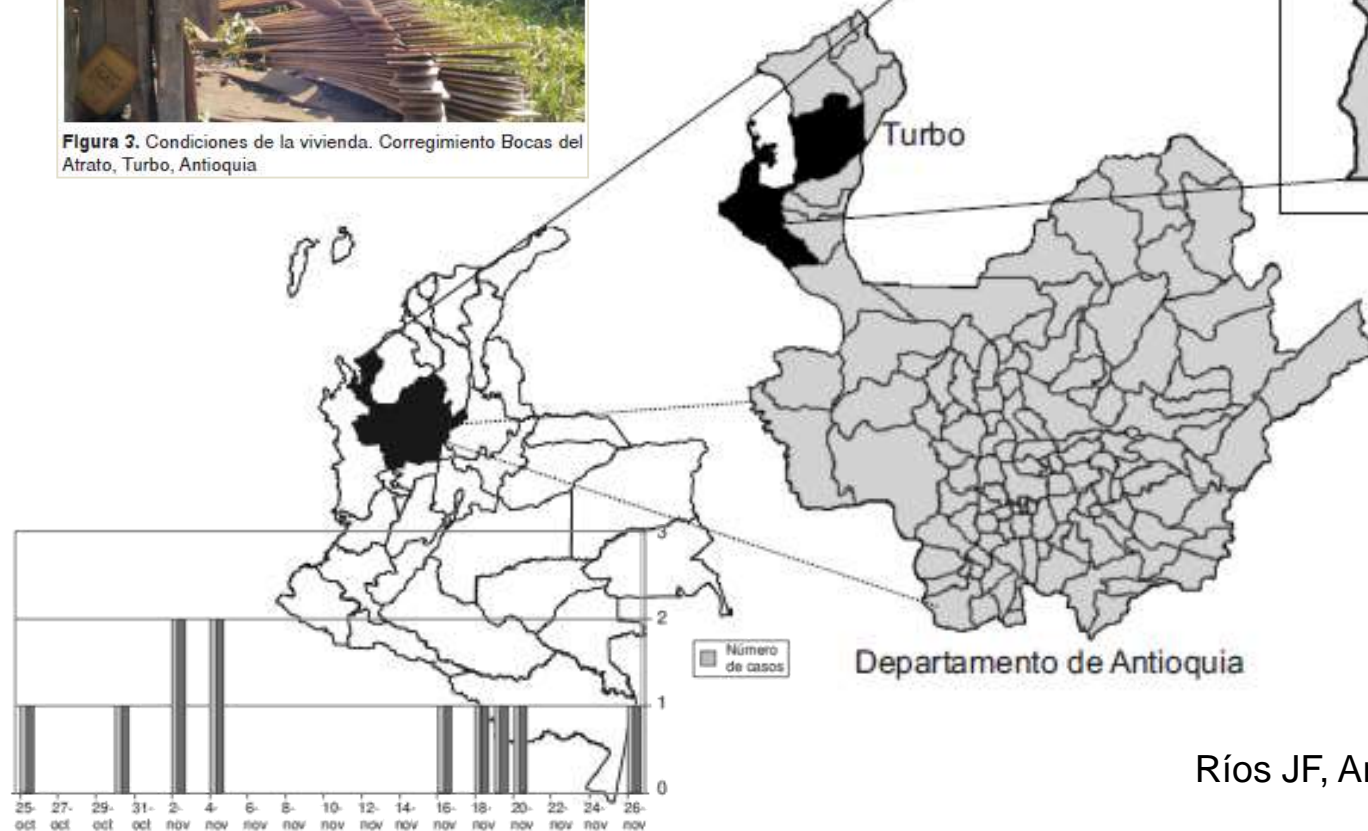 Figura 3. Condiciones de la vivienda. Corregimiento Bocas del
Atrato, Turbo, Antioquia
Turbo
Departamento de Antioquia
Número
de casos
3
2
1
0
25-
oct
27-
oct
29-
oct
31-
oct
2-
nov
4-
nov
6-
nov
8-
nov
10-
nov
12-
nov
14-
nov
16-
nov
18-
nov
20-
nov
22-
nov
24-
nov
26-
nov
Ríos JF,